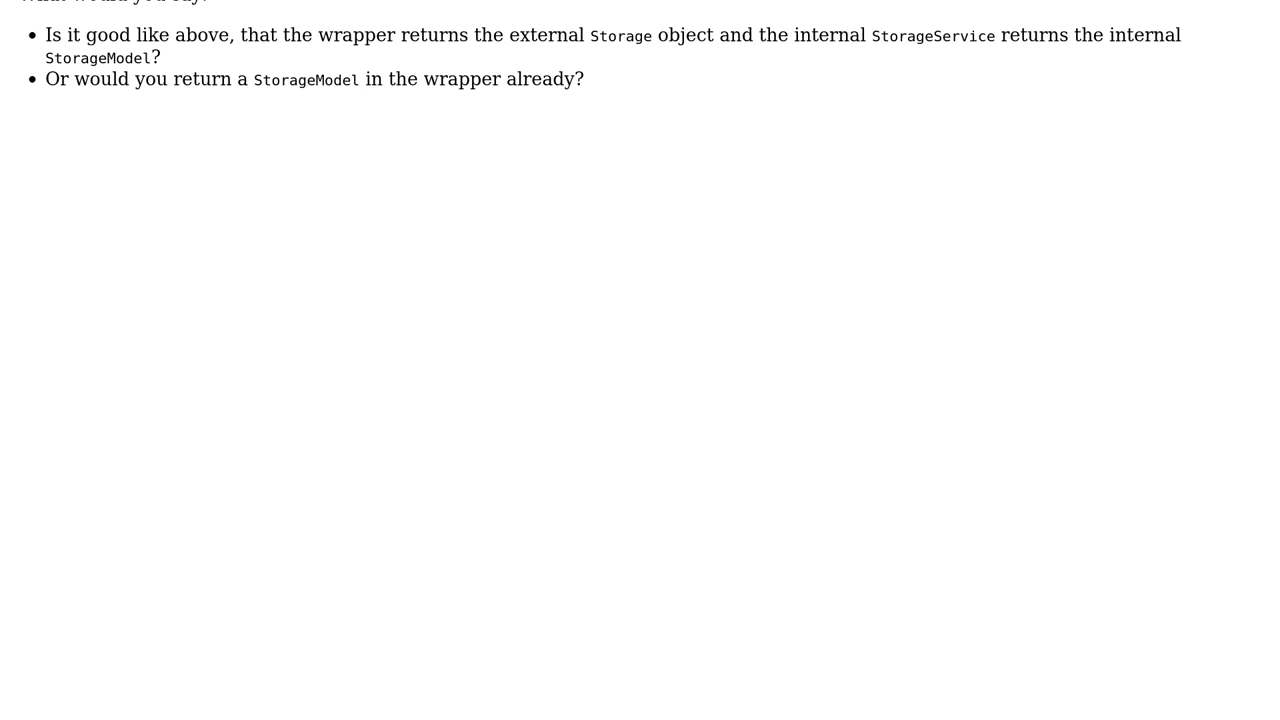 Is it good like above, that the wrapper returns the external Storage object and the internal StorageService returns the internal
StorageModel?
Or would you return a StorageModel in the wrapper already?